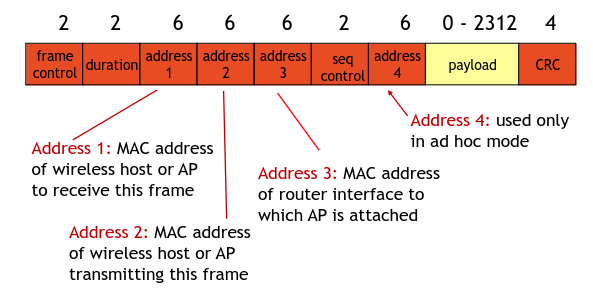 2 2 6 6 6 2 6 0 - 2312 4
frame control duration address 1 address 2 address 3 seq control address 4 payload CRC
Address 1: MAC address
of wireless host or AP
to receive this frame
Address 2: MAC address
of wireless host or AP
transmitting this frame
Address 3: MAC address
of router interface to
which AP is attached
Address 4: used only
in ad hoc mode